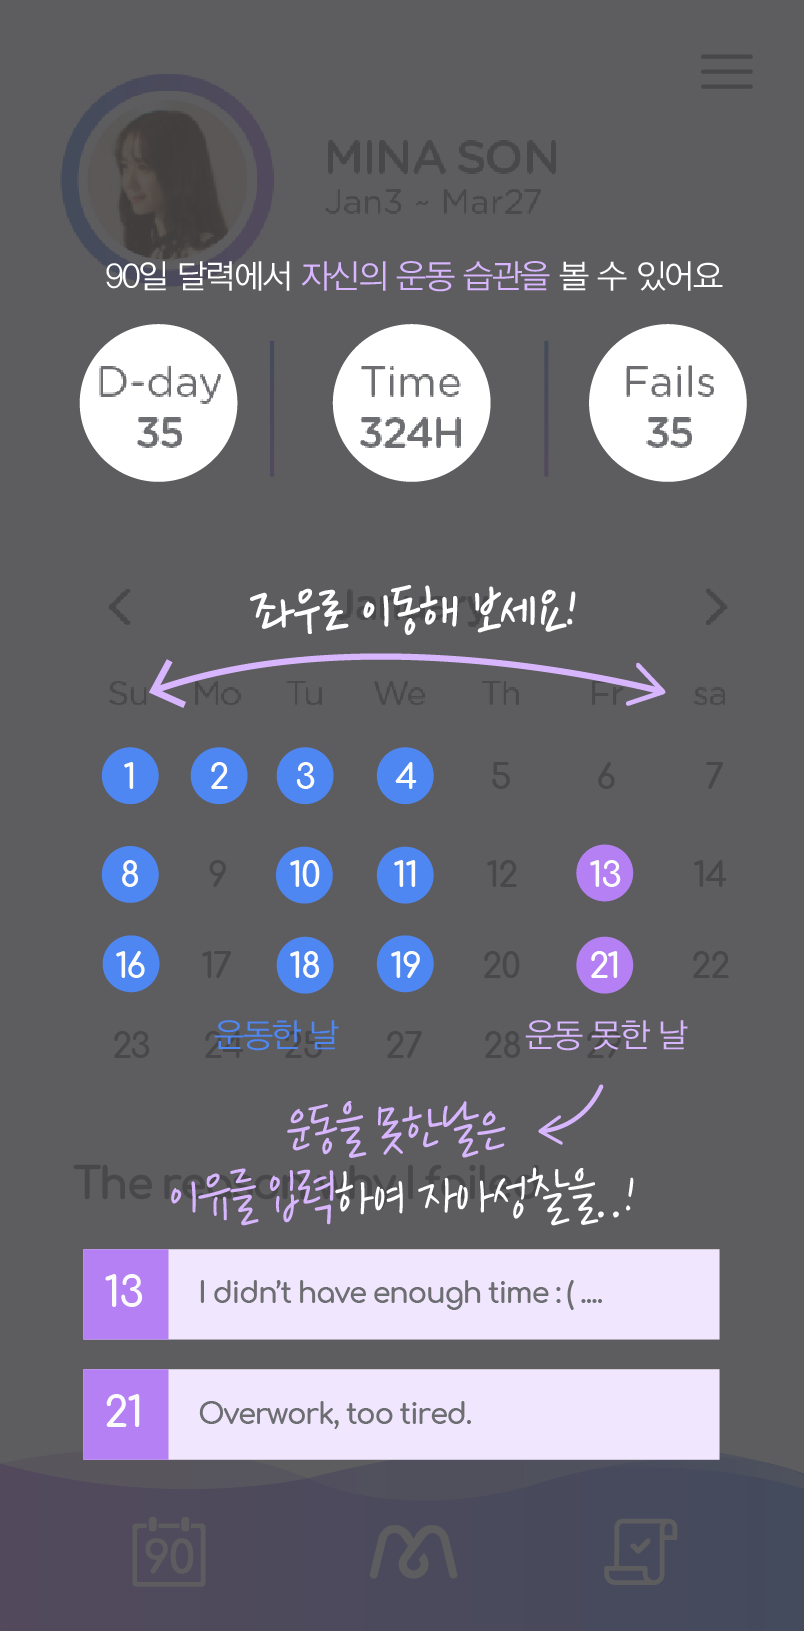 MINA SON
Jan3 ~ Mar27
90일 달력에서 자신의 운동 습관을 볼 수 있어요
D-day
35
Time
324H
Fails
35
January
좌우로 이동해 보세요!
Su Mo Tu We Th Fr sa
1 2 3 4 5 6 7
8 9 10 11 12 13 14
16 17 18 19 20 21 22
23 24 25 27 28 29
운동한 날
운동 못한 날
운동을 못한날은
The reason why I failed
이유를 입력하여 자아성찰을..!
13 I didn't have enough time : ( ....
21 Overwork, too tired.
90